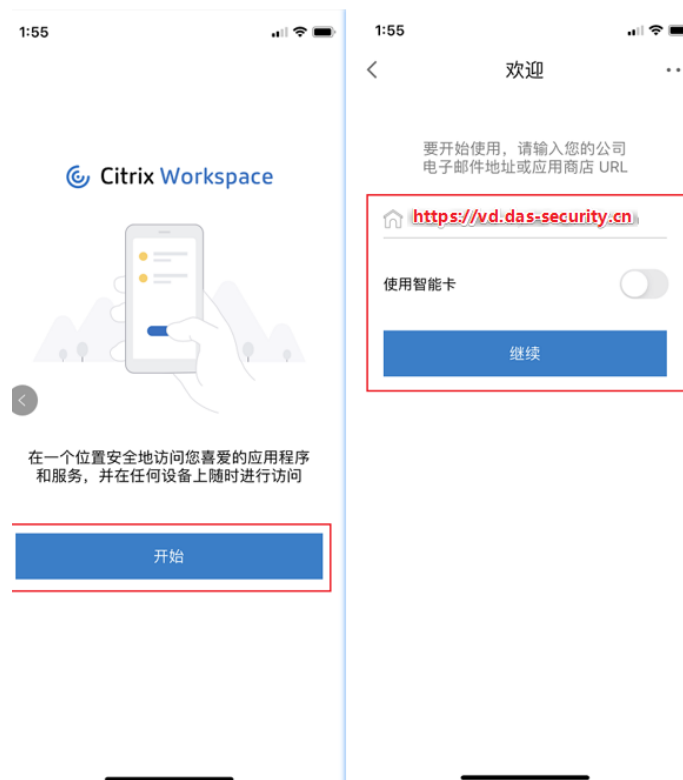 1:55
Citrix Workspace
在一个位置安全地访问您喜爱的应用程序
和服务，并在任何设备上随时进行访问
开始
1:55
欢迎
要开始使用，请输入您的公司
电子邮件地址或应用商店 URL
https://vd.das-security.cn
使用智能卡
继续